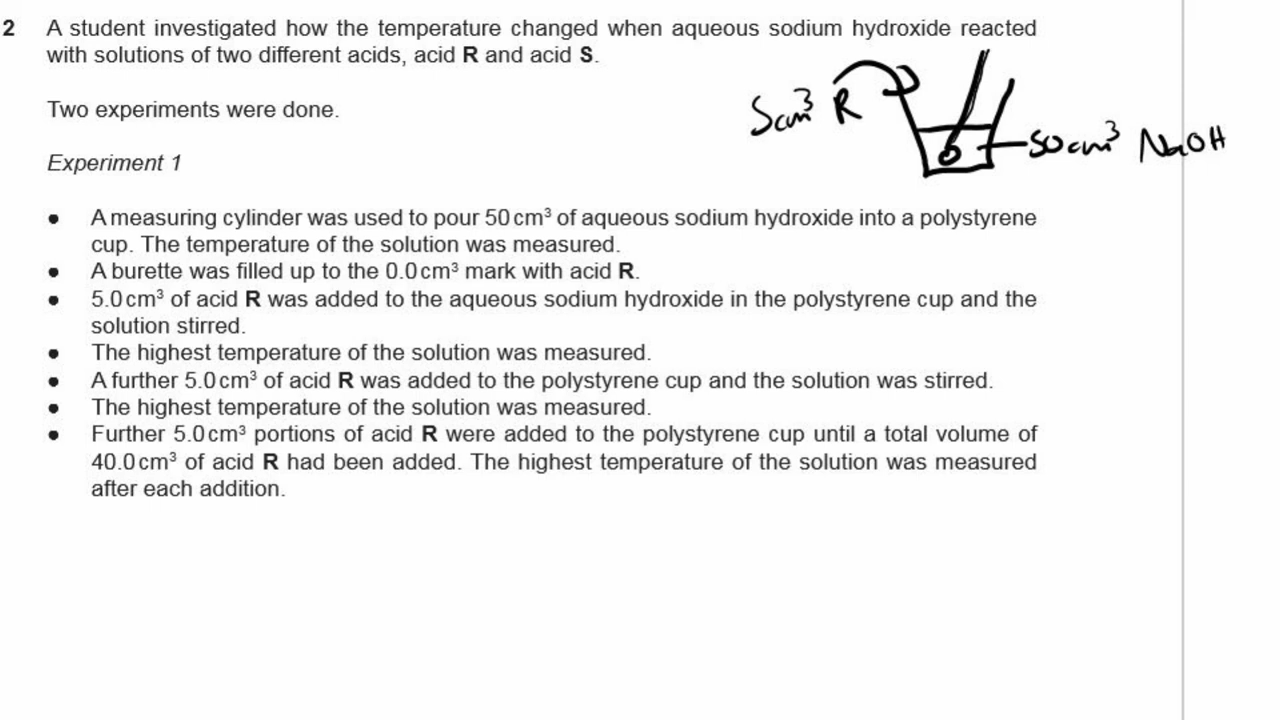 2 A student investigated how the temperature changed when aqueous sodium hydroxide reacted
with solutions of two different acids, acid R and acid S.
Two experiments were done.
5cm³ R
50cm³ NaOH
Experiment 1
• A measuring cylinder was used to pour 50 cm³ of aqueous sodium hydroxide into a polystyrene
cup. The temperature of the solution was measured.
• A burette was filled up to the 0.0 cm³ mark with acid R.
• 5.0 cm³ of acid R was added to the aqueous sodium hydroxide in the polystyrene cup and the
solution stirred.
• The highest temperature of the solution was measured.
• A further 5.0 cm³ of acid R was added to the polystyrene cup and the solution was stirred.
• The highest temperature of the solution was measured.
• Further 5.0 cm³ portions of acid R were added to the polystyrene cup until a total volume of
40.0 cm³ of acid R had been added. The highest temperature of the solution was measured
after each addition.